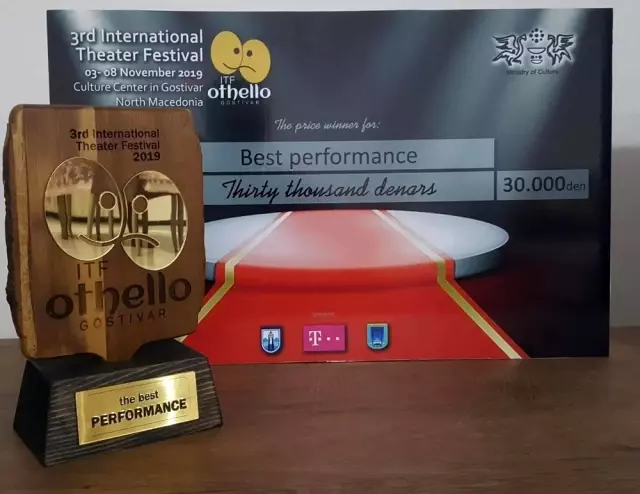 3rd International
Theater Festival
03- 08 November 2019
Culture Center in Gostivar
North Macedonia
ITF
othello
GOSTIVAR
Ministry of Culture
The price winner for:
Best performance
Thirty thousand denars
30.000den
T
3rd International
Theater Festival
2019
ITF
othello
GOSTIVAR
the best
PERFORMANCE